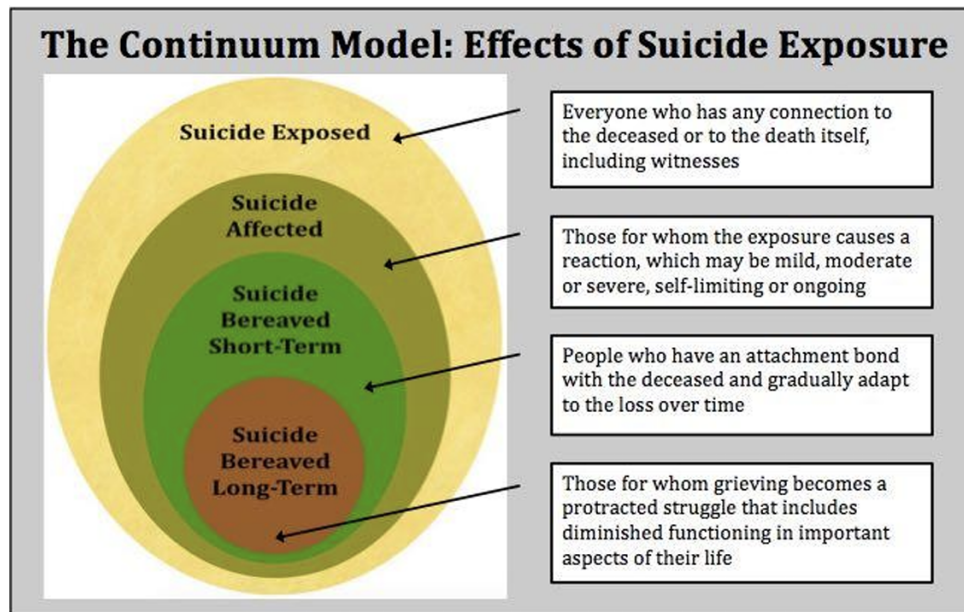 The Continuum Model: Effects of Suicide Exposure
Suicide Exposed
Everyone who has any connection to
the deceased or to the death itself,
including witnesses
Suicide
Affected
Those for whom the exposure causes a
reaction, which may be mild, moderate
or severe, self-limiting or ongoing
Suicide
Bereaved
Short-Term
People who have an attachment bond
with the deceased and gradually adapt
to the loss over time
Suicide
Bereaved
Long-Term
Those for whom grieving becomes a
protracted struggle that includes
diminished functioning in important
aspects of their life